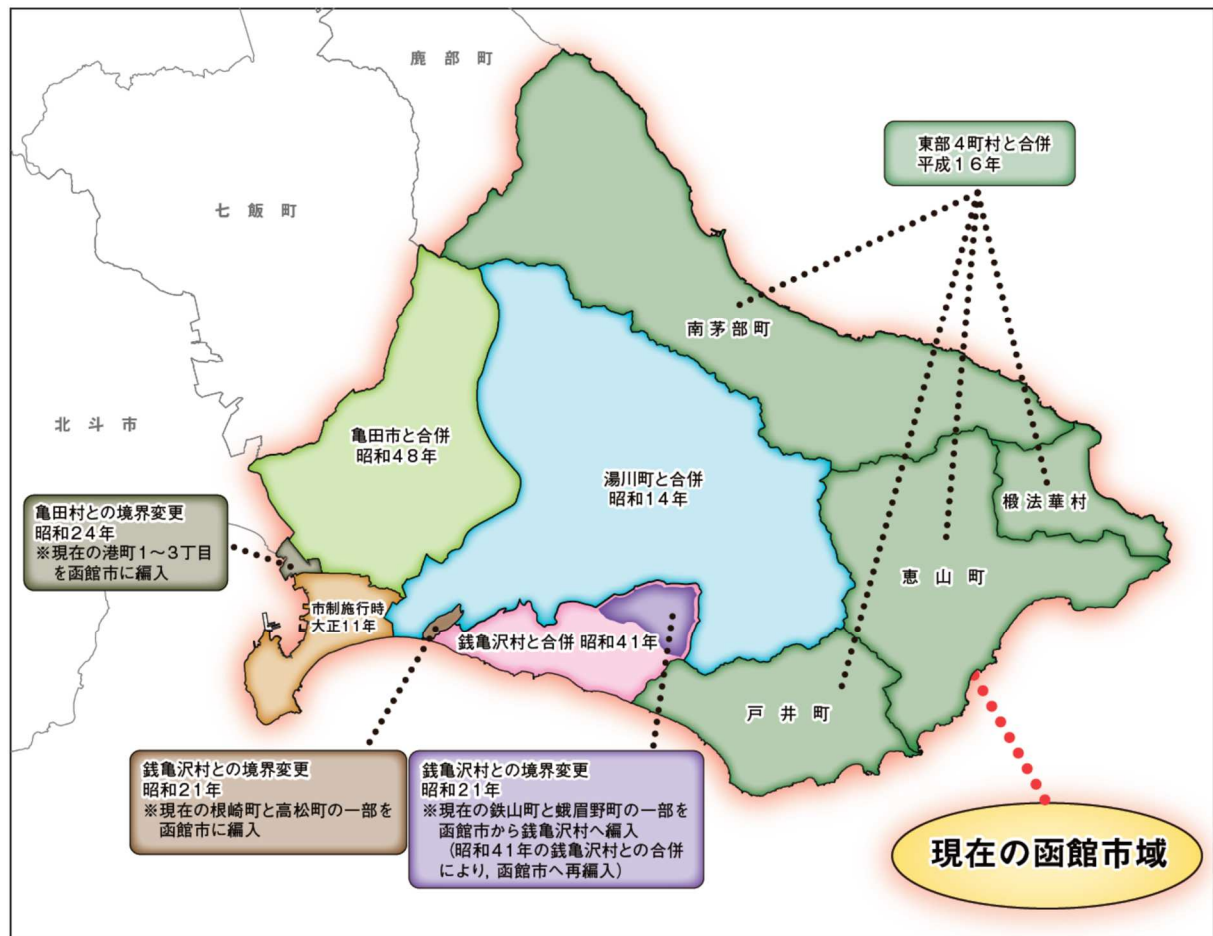 鹿部町
東部4町村と合併
平成16年
七飯町
南茅部町
北斗市
亀田市と合併
昭和48年
湯川町と合併
昭和14年
椴法華村
亀田村との境界変更
昭和24年
※現在の港町1~3丁目
を函館市に編入
恵山町
市制施行時
大正11年
銭亀沢村と合併 昭和41年
戸井町
銭亀沢村との境界変更
昭和21年
※現在の根崎町と高松町の一部を
函館市に編入
銭亀沢村との境界変更
昭和21年
※現在の鉄山町と蛾眉野町の一部を
函館市から銭亀沢村へ編入
(昭和41年の銭亀沢村との合併
により,函館市へ再編入)
現在の函館市域